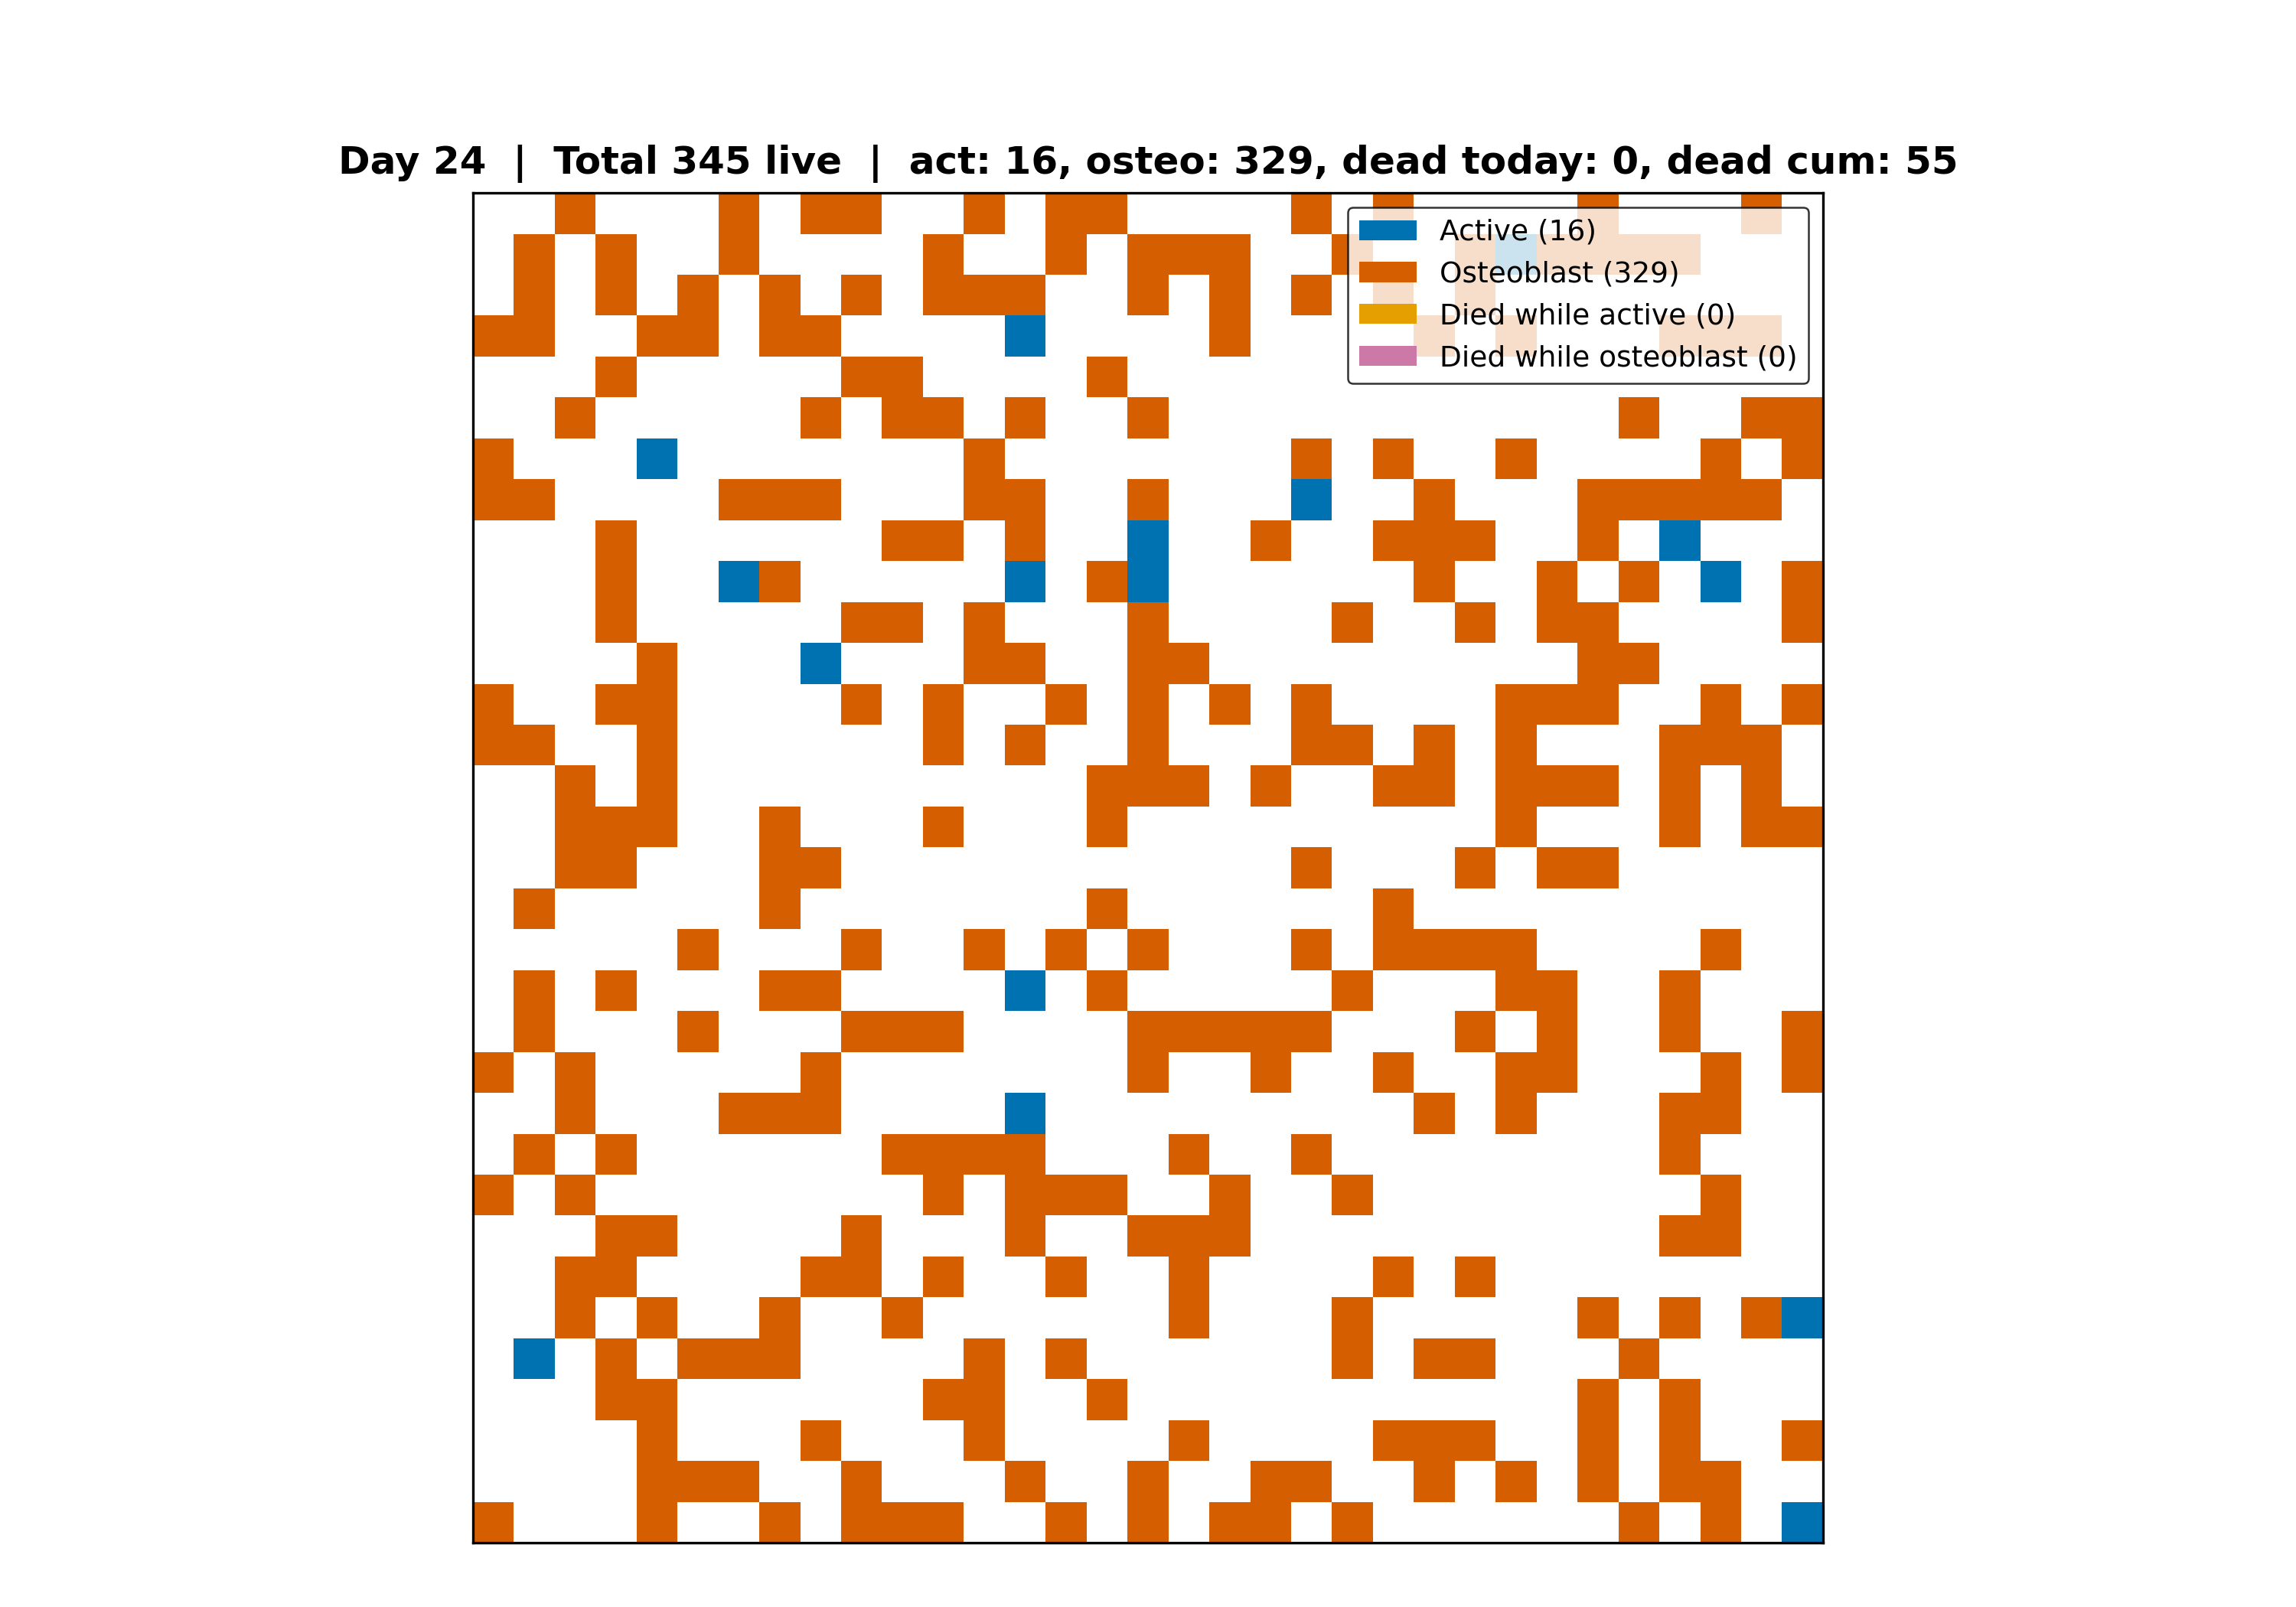 Day 24 | Total 345 live | act: 16, osteo: 329, dead today: 0, dead cum: 55
Active (16)
Osteoblast (329)
Died while active (0)
Died while osteoblast (0)